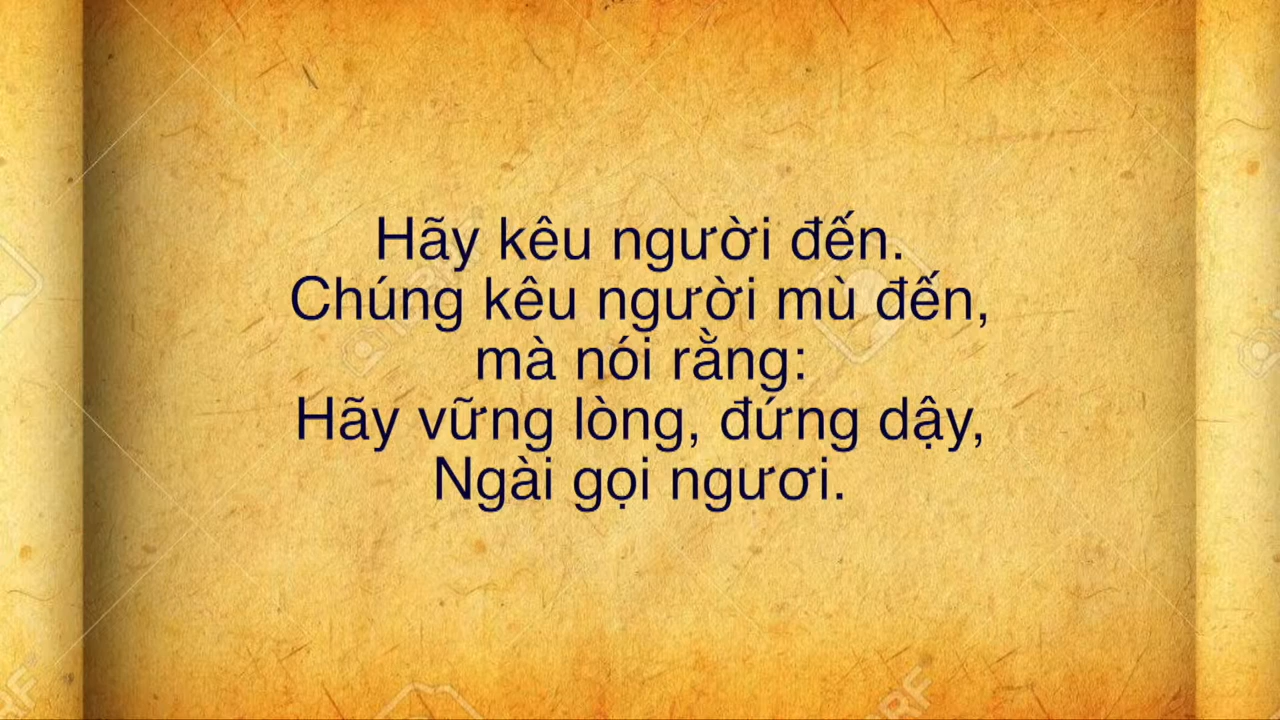 Hãy kêu người đến.
Chúng kêu người mù đến,
mà nói rằng:
Hãy vững lòng, đứng dậy,
Ngài gọi ngươi.